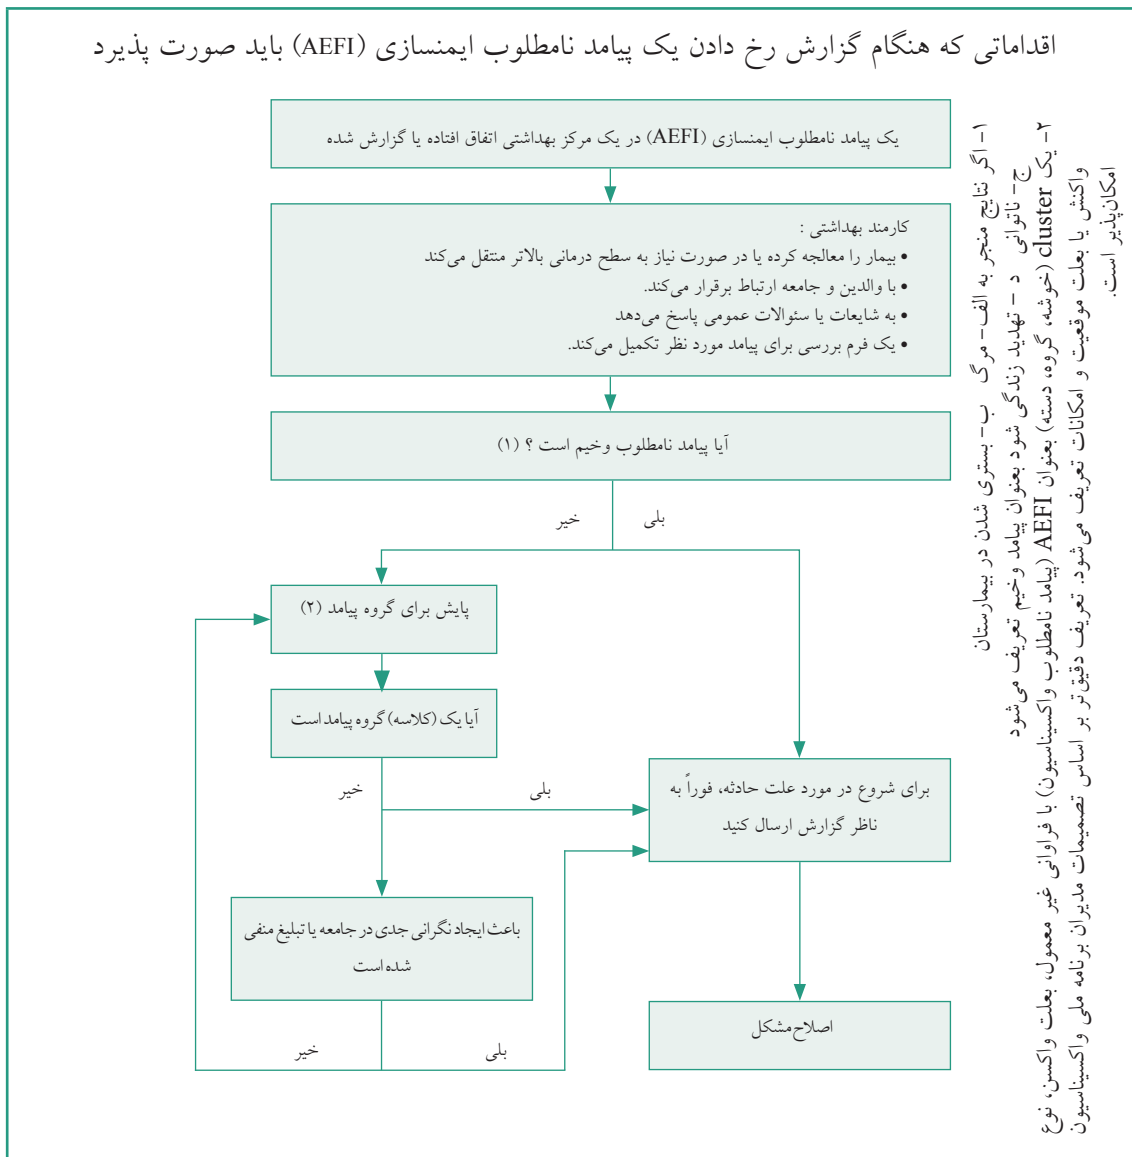 اقداماتی که هنگام گزارش رخ دادن یک پیامد نامطلوب ایمنسازی (AEFI) باید صورت پذیرد
یک پیامد نامطلوب ایمنسازی (AEFI) در یک مرکز بهداشتی اتفاق افتاده یا گزارش شده
کارمند بهداشتی :
• بیمار را معالجه کرده یا در صورت نیاز به سطح درمانی بالاتر منتقل می‌کند
• با والدین و جامعه ارتباط برقرار می‌کند.
• به شایعات یا سئوالات عمومی پاسخ می‌دهد
• یک فرم بررسی برای پیامد مورد نظر تکمیل می‌کند.
آیا پیامد نامطلوب وخیم است ؟ (۱)
بلی
خیر
پایش برای گروه پیامد (۲)
آیا یک (کلاسه) گروه پیامد است
بلی
خیر
برای شروع در مورد علت حادثه، فوراً به
ناظر گزارش ارسال کنید
باعث ایجاد نگرانی جدی در جامعه یا تبلیغ منفی
شده است
بلی
خیر
اصلاح مشکل
۱- اگر نتایج منجر به الف- مرگ ب- بستری شدن در بیمارستان
ج- ناتوانی د - تهدید زندگی شود بعنوان پیامد وخیم تعریف می‌شود
۲- یک cluster (خوشه، گروه، دسته) بعنوان AEFI (پیامد نامطلوب واکسیناسیون) با فراوانی غیر معمول، بعلت واکسن، نوع
واکنش یا بعلت موقعیت و امکانات تعریف می‌شود. تعریف دقیق‌تر بر اساس تصمیمات مدیران برنامه ملی واکسیناسیون
امکان‌پذیر است.